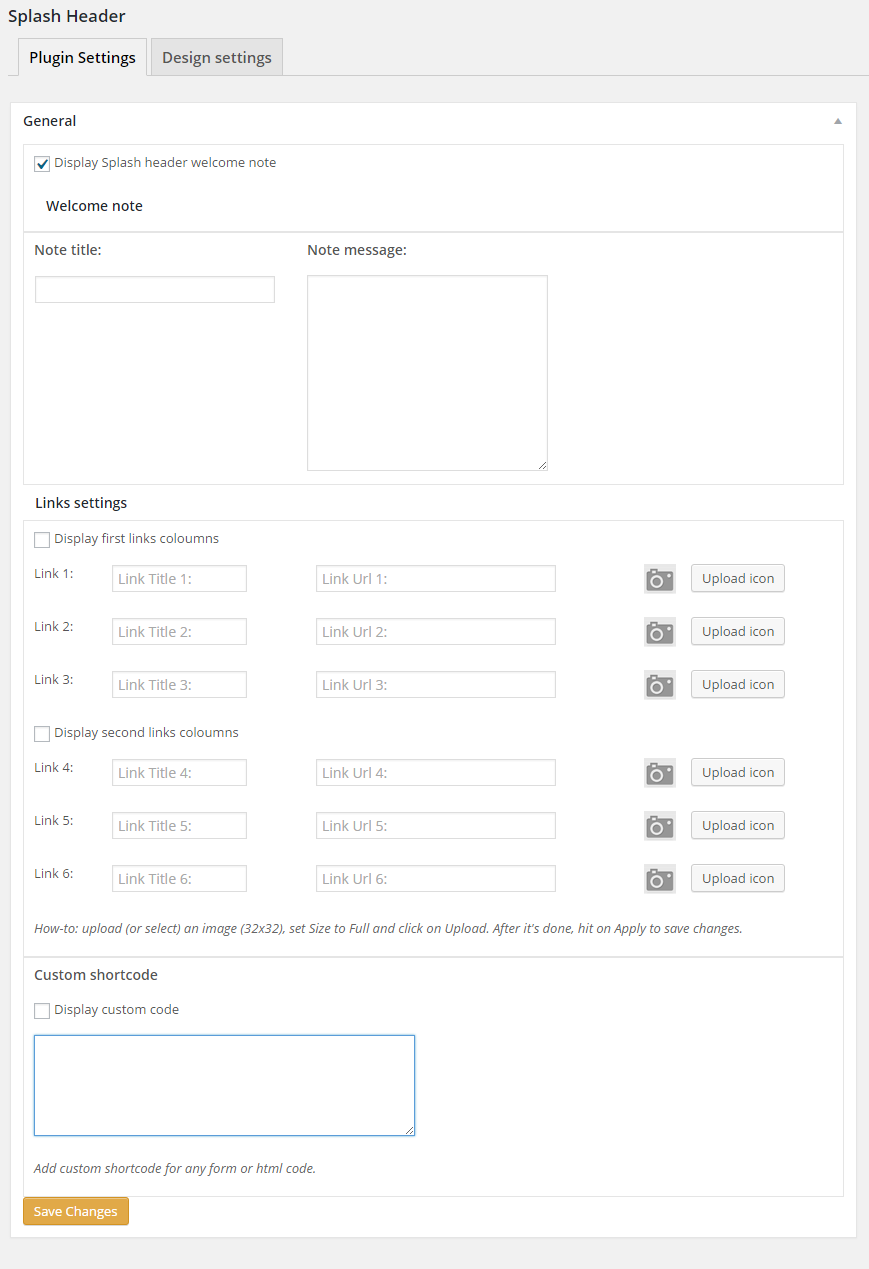 Splash Header
Plugin Settings
Design settings
General
Display Splash header welcome note
Welcome note
Note title:
Note message:
Links settings
Display first links coloumns
Link 1:
Link Title 1:
Link Url 1:
Upload icon
Link 2:
Link Title 2:
Link Url 2:
Upload icon
Link 3:
Link Title 3:
Link Url 3:
Upload icon
Display second links coloumns
Link 4:
Link Title 4:
Link Url 4:
Upload icon
Link 5:
Link Title 5:
Link Url 5:
Upload icon
Link 6:
Link Title 6:
Link Url 6:
Upload icon
How-to: upload (or select) an image (32x32), set Size to Full and click on Upload. After it's done, hit on Apply to save changes.
Custom shortcode
Display custom code
Add custom shortcode for any form or html code.
Save Changes